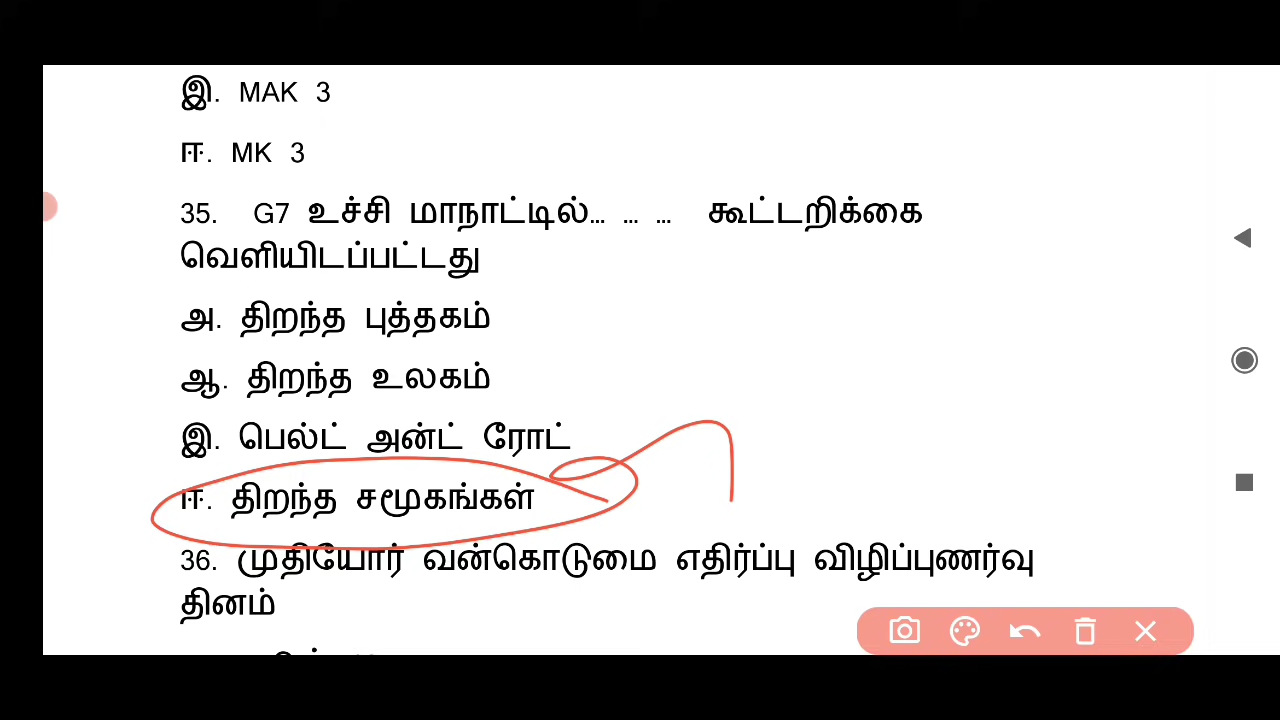 இ. MAK 3
ஈ. MK 3
35. G7 உச்சி மாநாட்டில்... ... ... கூட்டறிக்கை
வெளியிடப்பட்டது
அ. திறந்த புத்தகம்
ஆ. திறந்த உலகம்
இ. பெல்ட் அன்ட் ரோட்
ஈ. திறந்த சமூகங்கள்
36. முதியோர் வன்கொடுமை எதிர்ப்பு விழிப்புணர்வு
தினம்